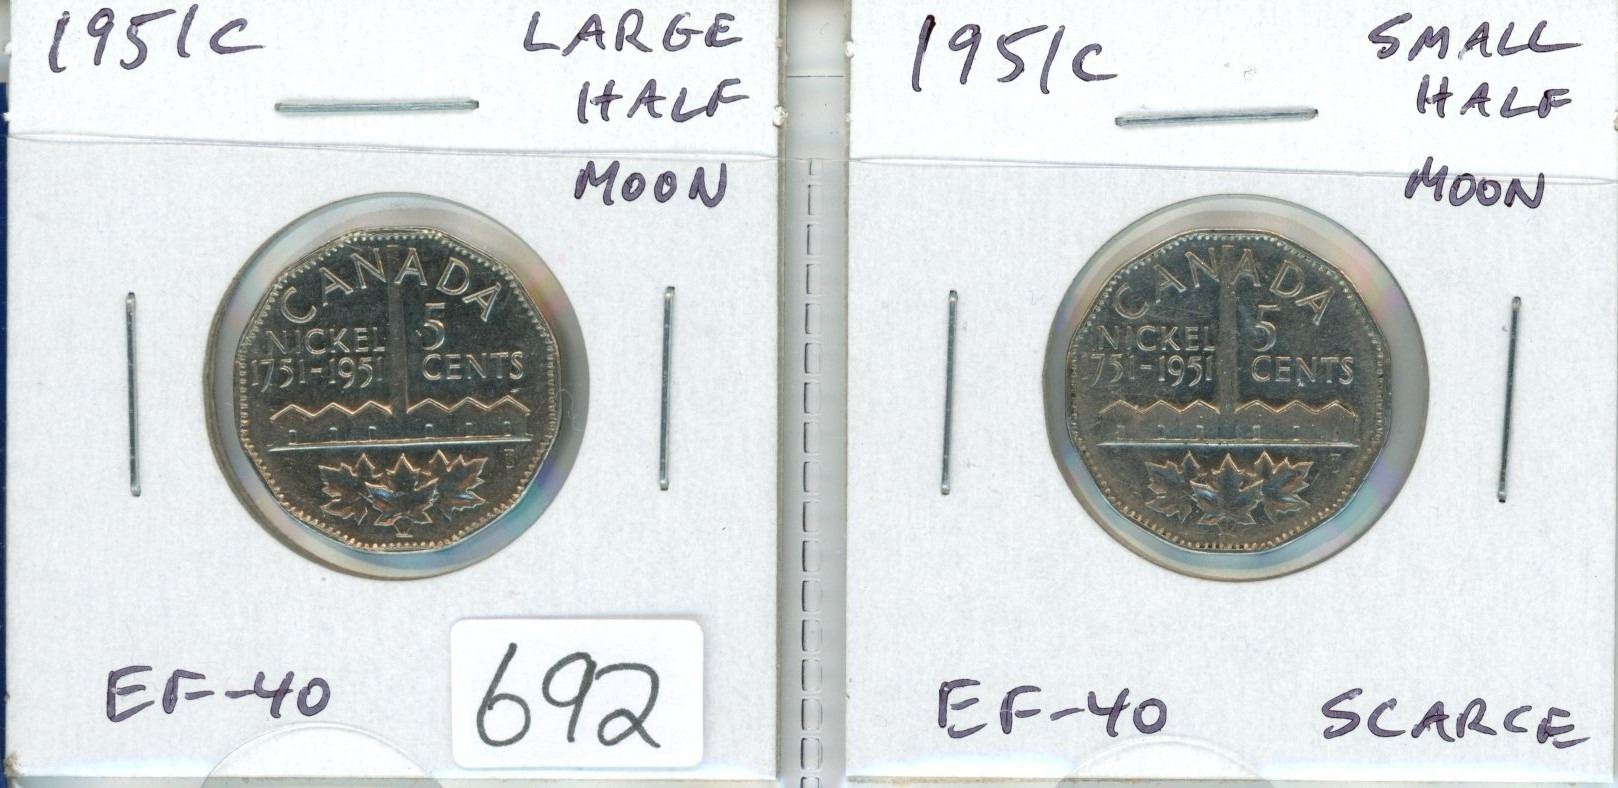 1951C
LARGE
HALF
MOON
CANADA
NICKEL
1751-1951
5
CENTS
EF-40
692
1951C
SMALL
HALF
MOON
CANADA
NICKEL
1751-1951
5
CENTS
EF-40
SCARCE